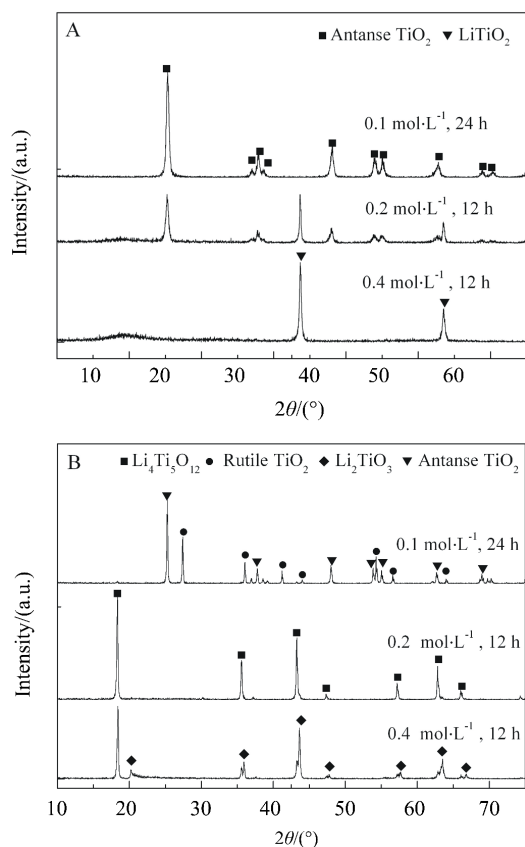 A
■ Antanse TiO₂ ▼ LiTiO₂
0.1 mol·L⁻¹, 24 h
0.2 mol·L⁻¹, 12 h
0.4 mol·L⁻¹, 12 h
Intensity/(a.u.)
10 20 30 40 50 60
2θ/(°)
B
■ Li₄Ti₅O₁₂ ● Rutile TiO₂ ◆ Li₂TiO₃ ▼ Antanse TiO₂
0.1 mol·L⁻¹, 24 h
0.2 mol·L⁻¹, 12 h
0.4 mol·L⁻¹, 12 h
Intensity/(a.u.)
10 20 30 40 50 60 70
2θ/(°)